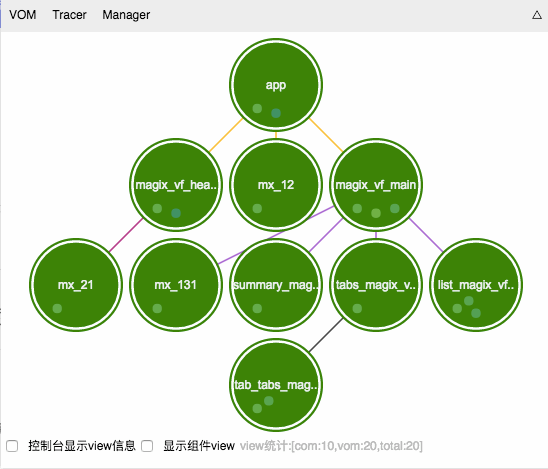 VOM Tracer Manager △
app
magix_vf_hea.. mx_12 magix_vf_main
mx_21 mx_131 summary_mag.. tabs_magix_v.. list_magix_vf..
tab_tabs_mag..
控制台显示view信息 显示组件view view统计:[com:10,vom:20,total:20]